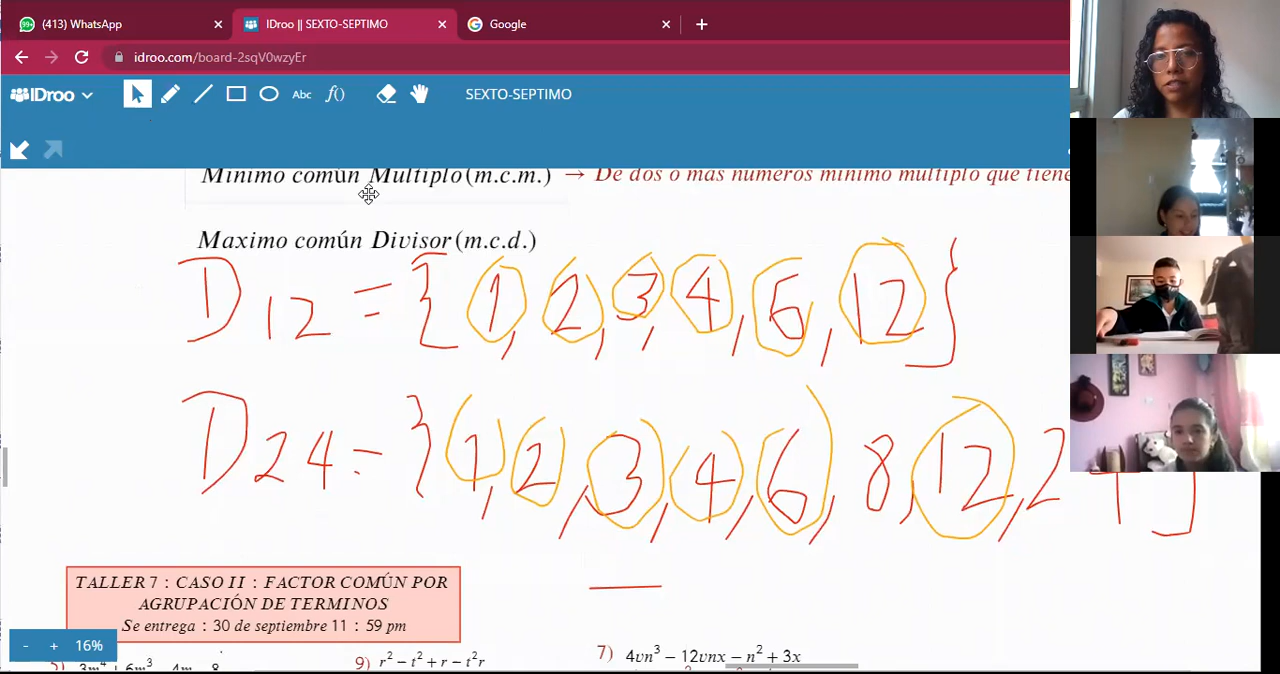 (413) WhatsApp
IDroo || SEXTO-SEPTIMO
Google
idroo.com/board-2sqV0wzyEr
IDroo
Abc
f()
SEXTO-SEPTIMO
Minimo común Multiplo(m.c.m.) → De dos o mas numeros minimo multiplo que tiene
Maximo común Divisor(m.c.d.)
D12 = {1, 2, 3, 4, 6, 12}
D24 = {1, 2, 3, 4, 6, 8, 12, 24}
TALLER 7 : CASO II : FACTOR COMÚN POR
AGRUPACIÓN DE TERMINOS
Se entrega : 30 de septiembre 11 : 59 pm
- + 16%
9) r² − t² + r − t²r
7) 4vn³ − 12vnx − n² + 3x